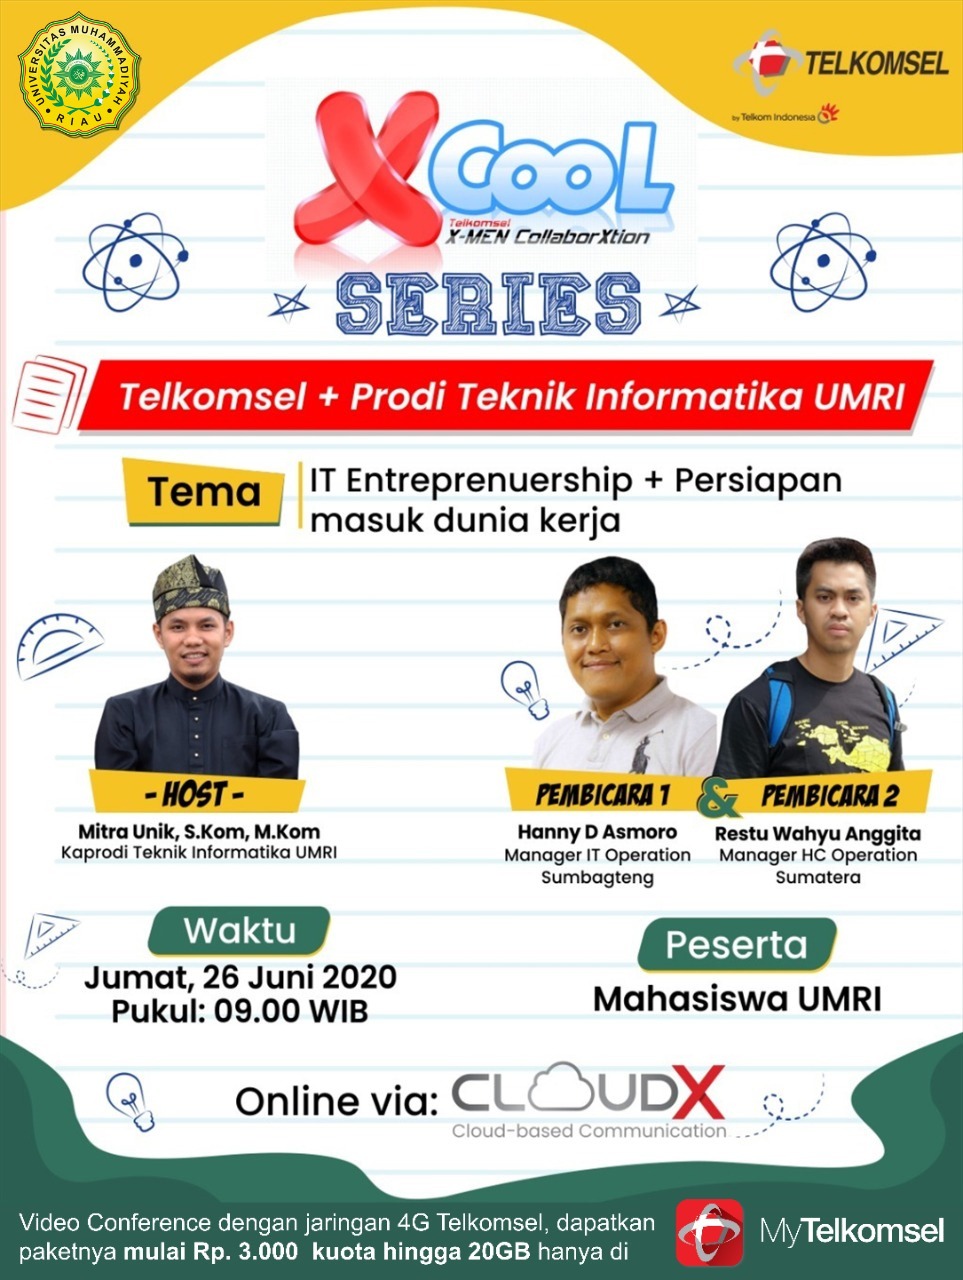 UNIVERSITAS MUHAMMADIYAH
RIAU
TELKOMSEL
by Telkom Indonesia
XCooL
Telkomsel
X-MEN CollaborXtion
SERIES
Telkomsel + Prodi Teknik Informatika UMRI
Tema
IT Entreprenuership + Persiapan
masuk dunia kerja
- HOST -
PEMBICARA 1 & PEMBICARA 2
Mitra Unik, S.Kom, M.Kom
Kaprodi Teknik Informatika UMRI
Hanny D Asmoro
Manager IT Operation
Sumbagteng
Restu Wahyu Anggita
Manager HC Operation
Sumatera
Waktu
Jumat, 26 Juni 2020
Pukul: 09.00 WIB
Peserta
Mahasiswa UMRI
Online via: CLOUDX
Cloud-based Communication
Video Conference dengan jaringan 4G Telkomsel, dapatkan
paketnya mulai Rp. 3.000 kuota hingga 20GB hanya di
MyTelkomsel